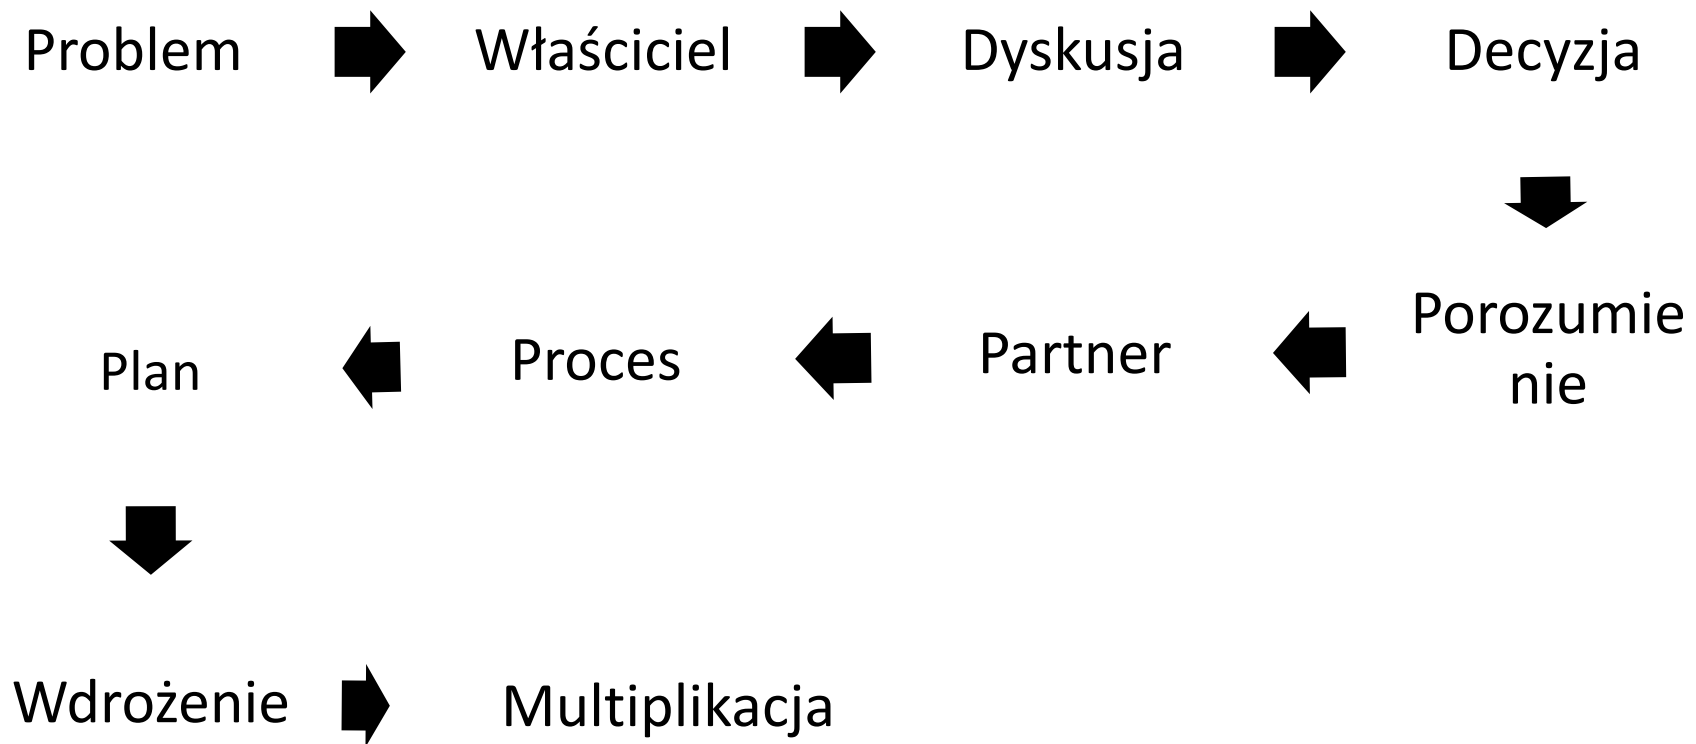 Problem
Właściciel
Dyskusja
Decyzja
Porozumie
nie
Partner
Proces
Plan
Wdrożenie
Multiplikacja